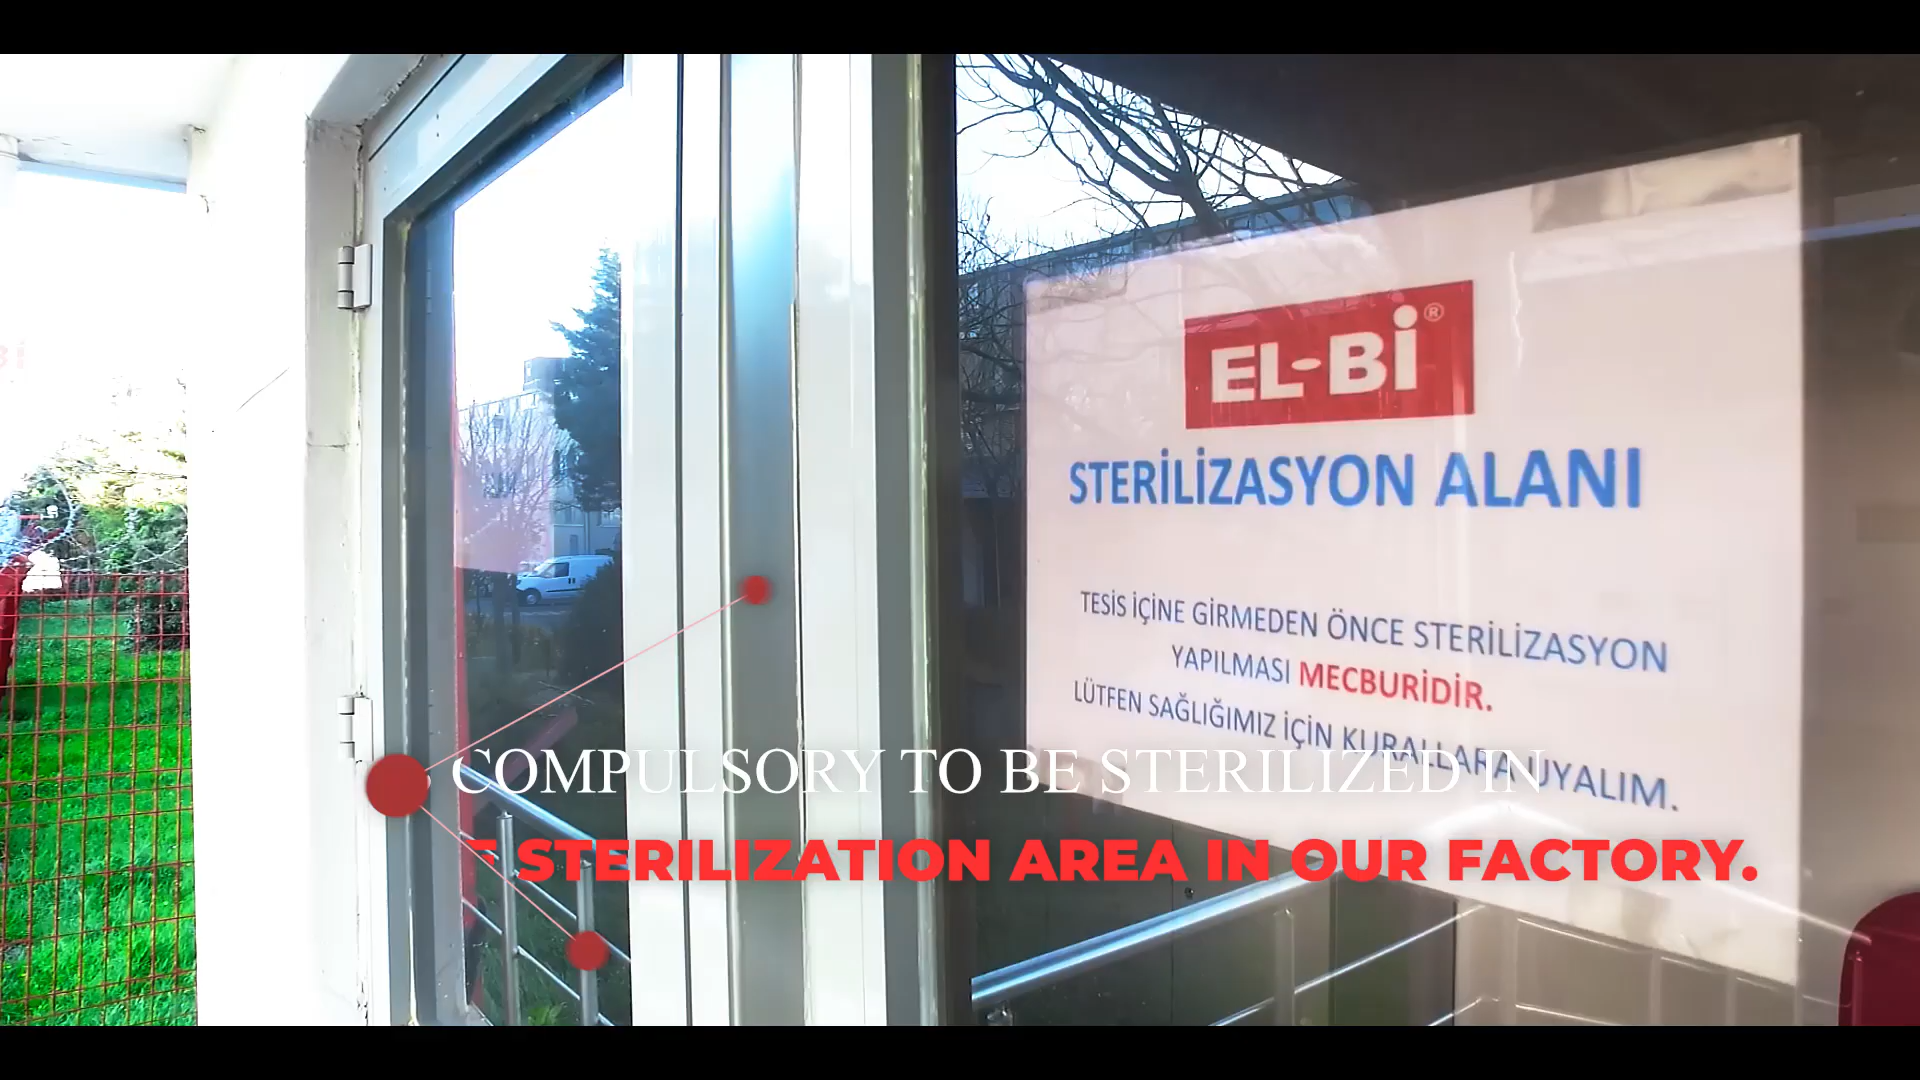 EL-Bİ®
STERİLİZASYON ALANI
TESİS İÇİNE GİRMEDEN ÖNCE STERİLİZASYON
YAPILMASI MECBURİDİR.
LÜTFEN SAĞLIĞIMIZ İÇİN KURALLARA UYALIM.
COMPULSORY TO BE STERILIZED IN
STERILIZATION AREA IN OUR FACTORY.